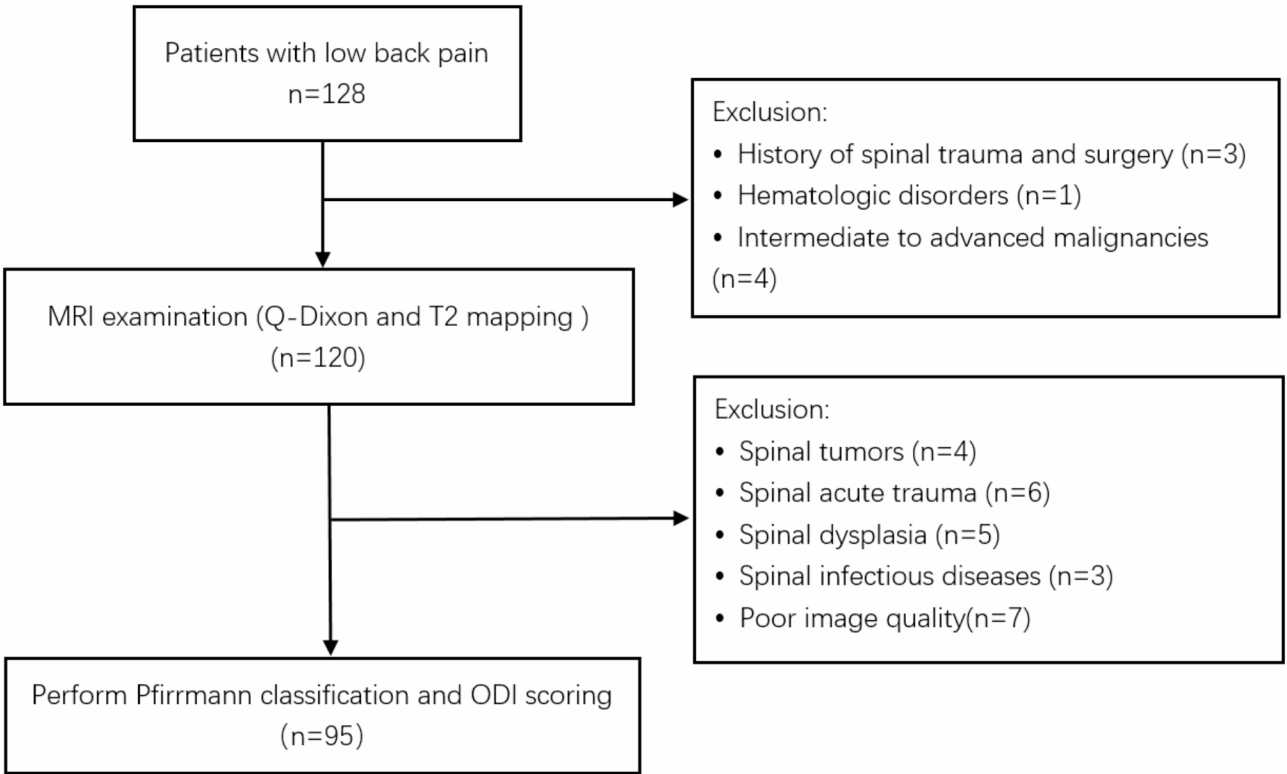 Patients with low back pain
n=128
Exclusion:
• History of spinal trauma and surgery (n=3)
• Hematologic disorders (n=1)
• Intermediate to advanced malignancies
(n=4)
MRI examination (Q-Dixon and T2 mapping )
(n=120)
Exclusion:
• Spinal tumors (n=4)
• Spinal acute trauma (n=6)
• Spinal dysplasia (n=5)
• Spinal infectious diseases (n=3)
• Poor image quality(n=7)
Perform Pfirrmann classification and ODI scoring
(n=95)